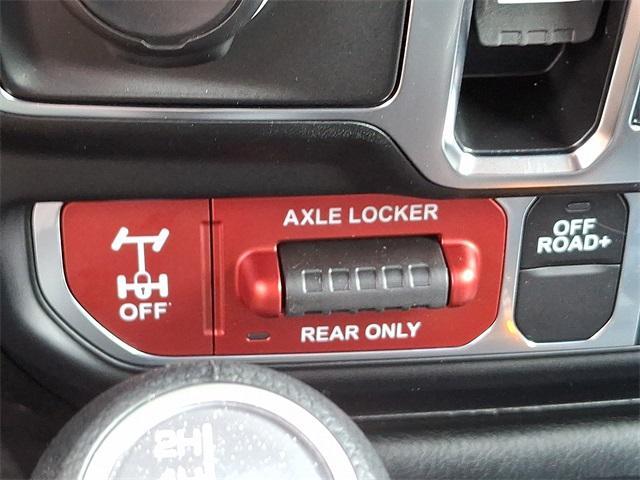 AXLE LOCKER
OFF
REAR ONLY
OFF
ROAD+
2H